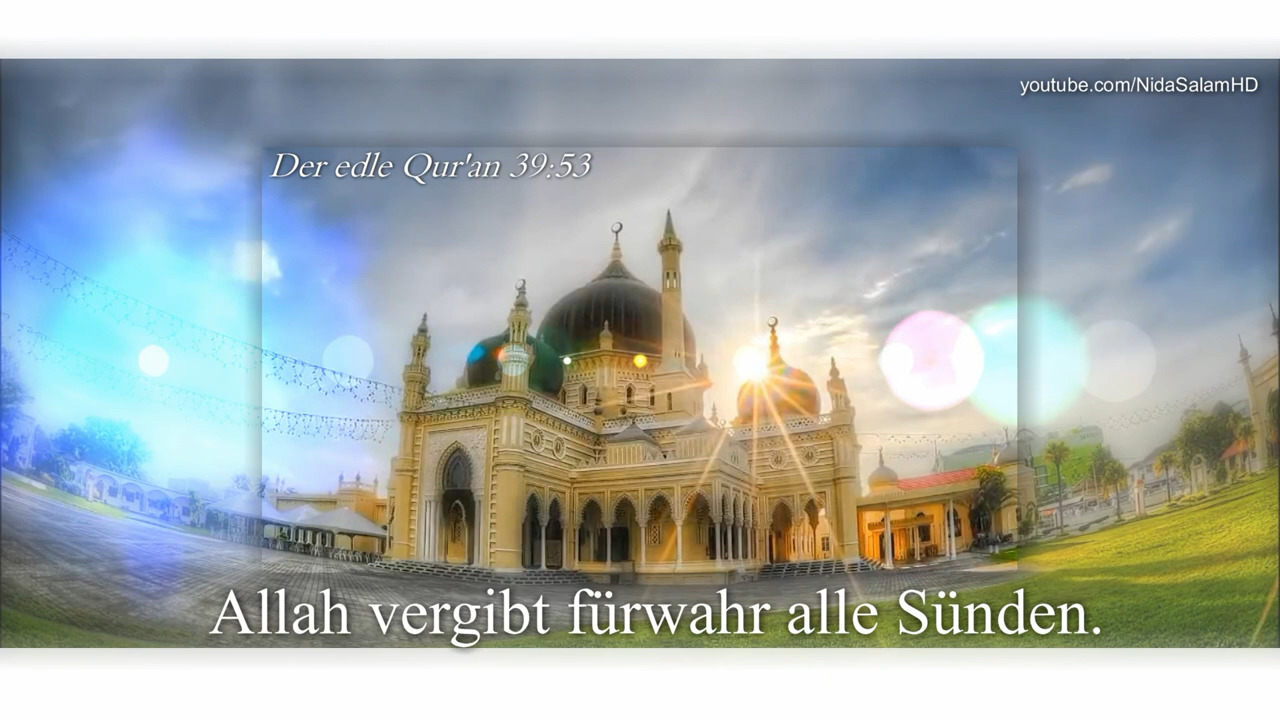 youtube.com/NidaSalamHD
Der edle Qur'an 39:53
Allah vergibt fürwahr alle Sünden.